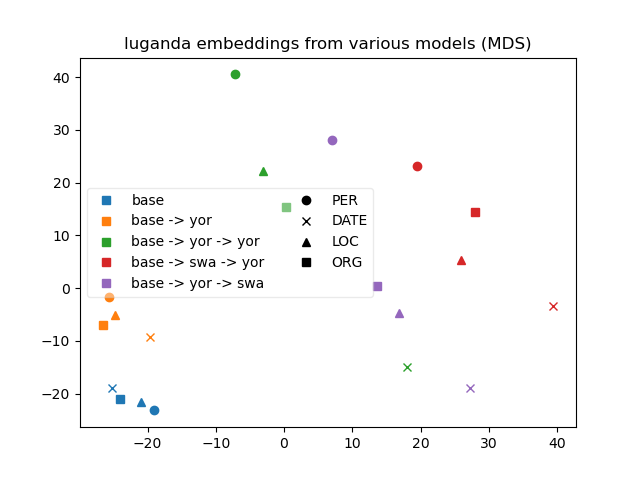 luganda embeddings from various models (MDS)
40
30
20
10
0
−10
−20
base
base -> yor
base -> yor -> yor
base -> swa -> yor
base -> yor -> swa
PER
DATE
LOC
ORG
−20 −10 0 10 20 30 40